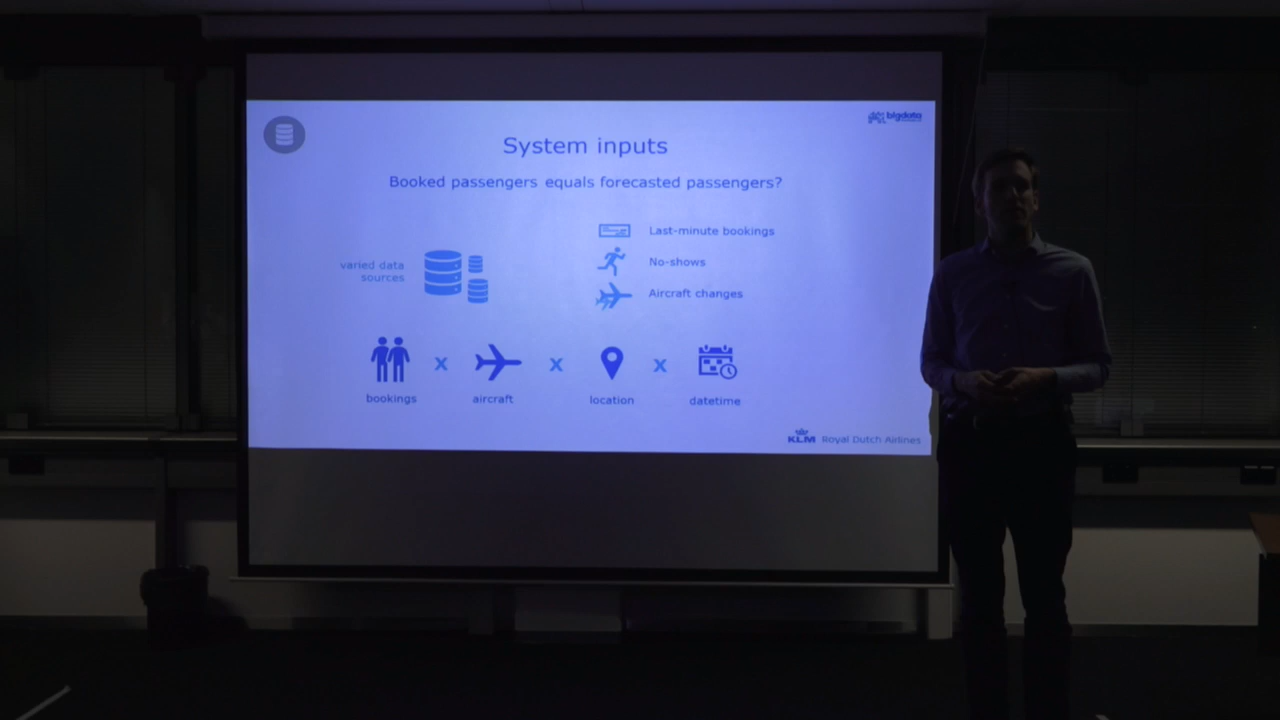 bigdata
System inputs
Booked passengers equals forecasted passengers?
Last-minute bookings
varied data
sources
No-shows
Aircraft changes
x x x
bookings aircraft location datetime
KLM Royal Dutch Airlines